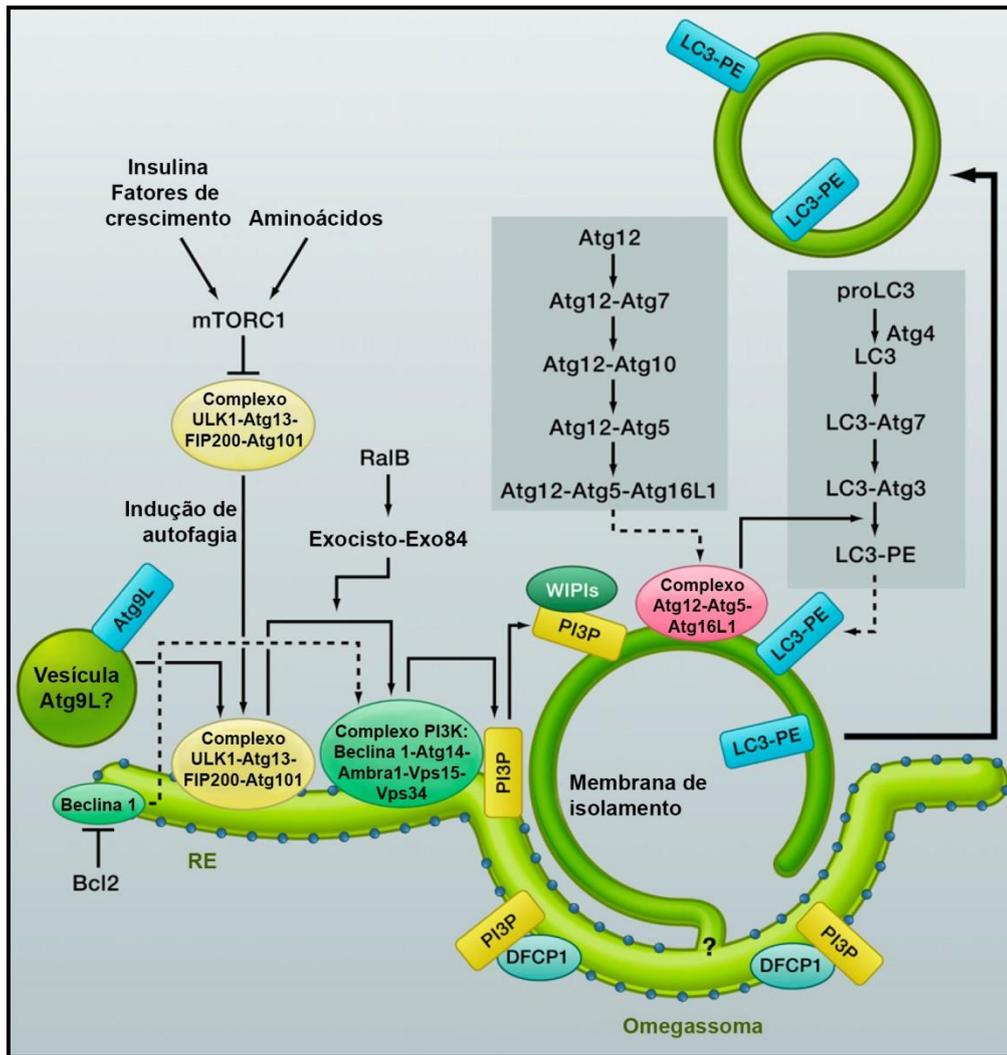 LC3-PE
LC3-PE
Insulina
Fatores de
crescimento
Aminoácidos
mTORC1
Complexo
ULK1-Atg13-
FIP200-Atg101
Indução de
autofagia
RalB
Exocisto-Exo84
Atg12
Atg12-Atg7
Atg12-Atg10
Atg12-Atg5
Atg12-Atg5-Atg16L1
proLC3
Atg4
LC3
LC3-Atg7
LC3-Atg3
LC3-PE
Atg9L
Vesícula
Atg9L?
Complexo
ULK1-Atg13-
FIP200-Atg101
Complexo PI3K:
Beclina 1-Atg14-
Ambra1-Vps15-
Vps34
PI3P
WIPIs
PI3P
Complexo
Atg12-Atg5-
Atg16L1
LC3-PE
LC3-PE
Membrana de
isolamento
Beclina 1
Bcl2
RE
PI3P
DFCP1
?
PI3P
DFCP1
Omegassoma